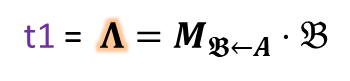 t1 = 𝜦 = 𝑴𝕭←𝑨 · 𝔅